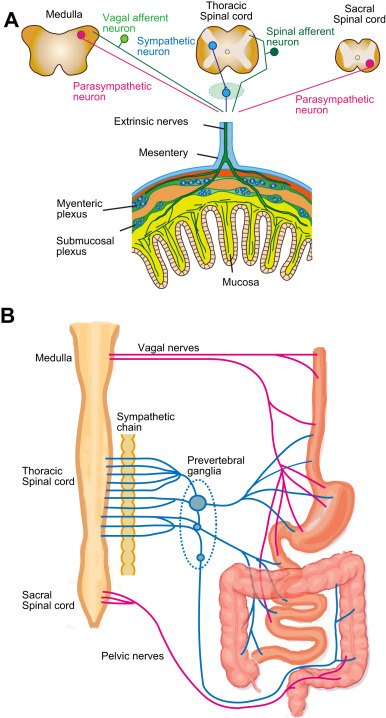 A
Medulla
Thoracic
Spinal cord
Sacral
Spinal cord
Vagal afferent
neuron
Sympathetic
neuron
Spinal afferent
neuron
Parasympathetic
neuron
Parasympathetic
neuron
Extrinsic nerves
Mesentery
Myenteric
plexus
Submucosal
plexus
Mucosa
B
Medulla
Vagal nerves
Sympathetic
chain
Prevertebral
ganglia
Thoracic
Spinal cord
Sacral
Spinal cord
Pelvic nerves